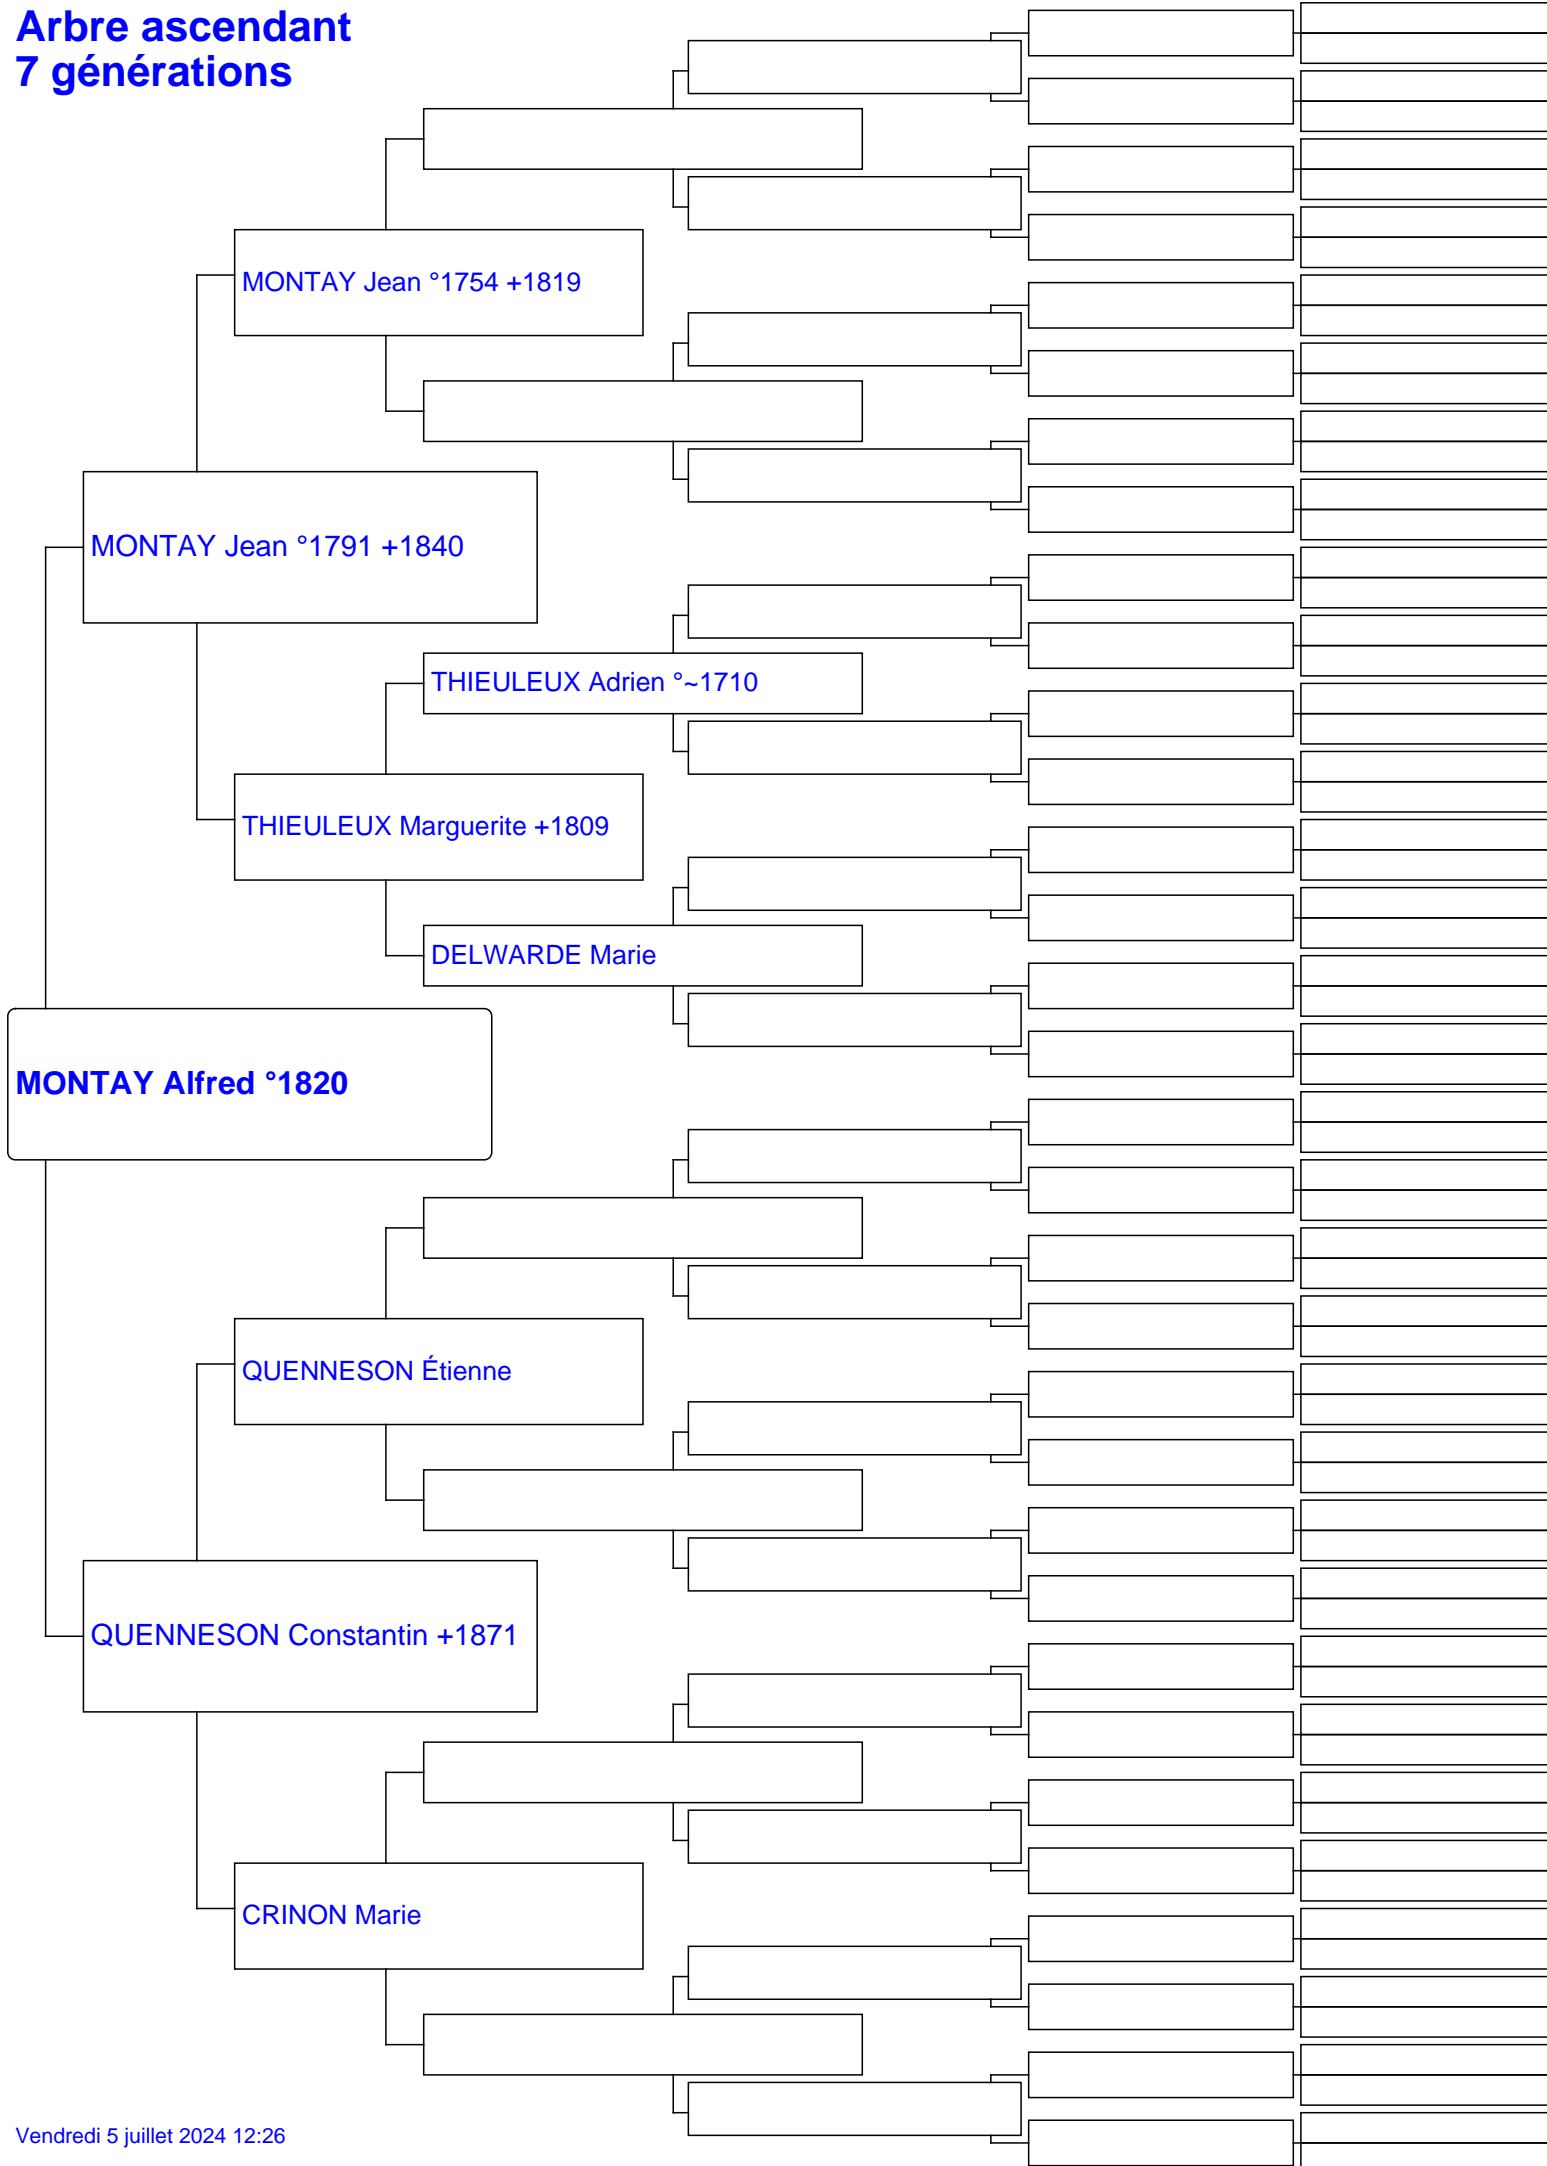 Arbre ascendant
7 générations
MONTAY Jean °1754 +1819
MONTAY Jean °1791 +1840
THIEULEUX Adrien °~1710
THIEULEUX Marguerite +1809
DELWARDE Marie
MONTAY Alfred °1820
QUENNESON Étienne
QUENNESON Constantin +1871
CRINON Marie
Vendredi 5 juillet 2024 12:26